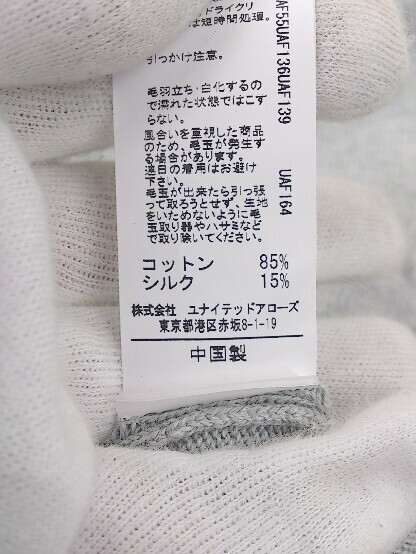 ドライクリ
は短時間処理。
引っかけ注意。
毛羽立ち・白化するの
で濡れた状態ではこす
らない。
風合いを重視した商品
のため、毛玉が発生す
る場合があります。
連日の着用はお避け
下さい。
毛玉が出来たら引っ張
って取ろうとせず、生地
をいためないように毛
玉取り器やハサミなど
で取り除いてください。
コットン 85%
シルク 15%
株式会社 ユナイテッドアローズ
東京都港区赤坂8-1-19
中国製
AF55UAF136UAF139
UAF164